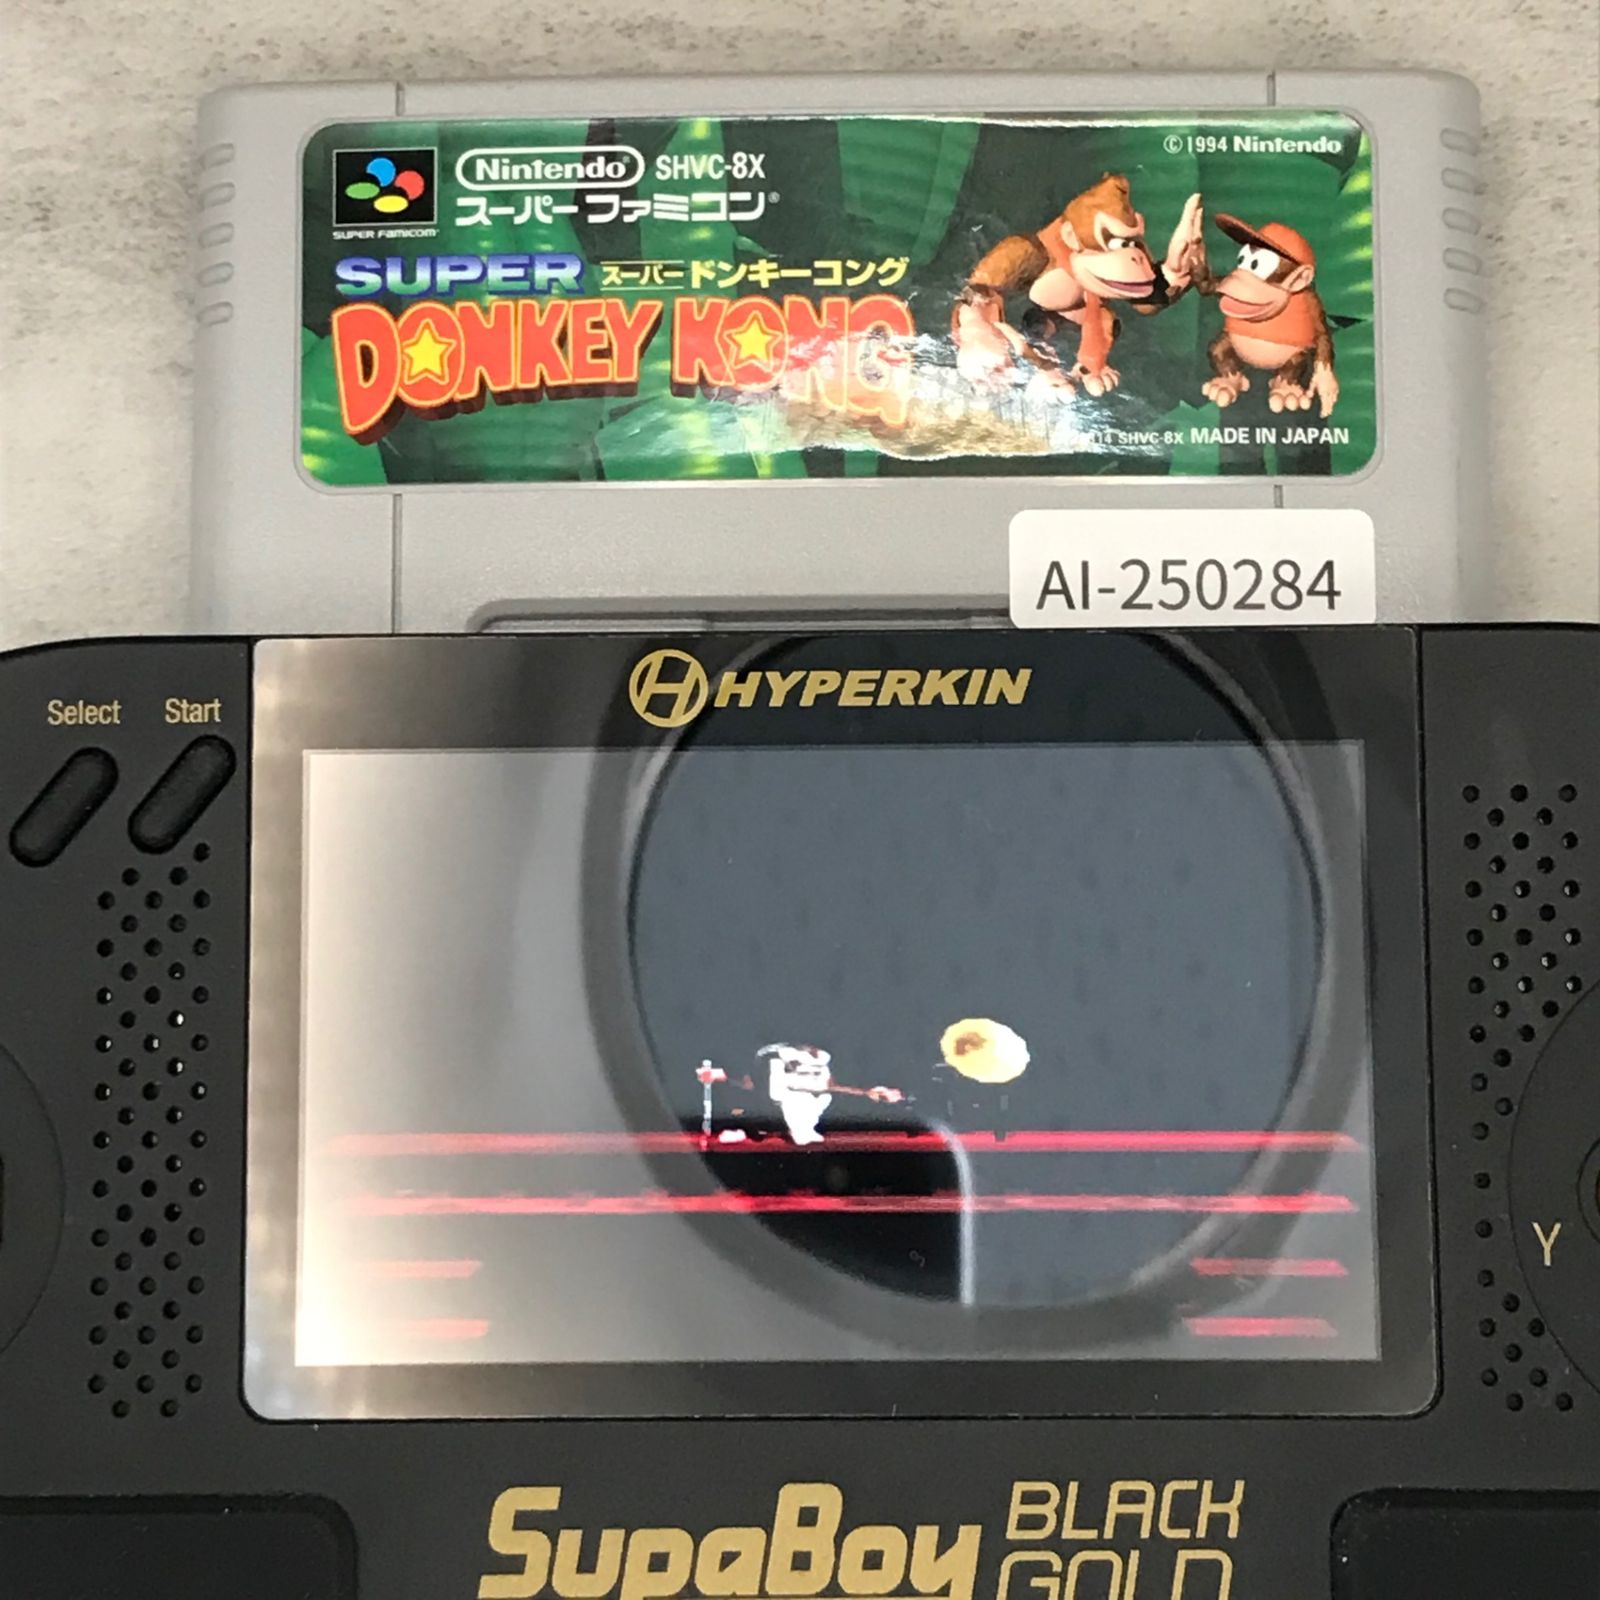 Nintendo® SHVC-8X
スーパーファミコン®
SUPER FAMICOM
©1994 Nintendo
SUPER スーパードンキーコング
DONKEY KONG
SHVC-8X MADE IN JAPAN
AI-250284
HYPERKIN
Select Start
Y
SupaBoy BLACK
GOLD